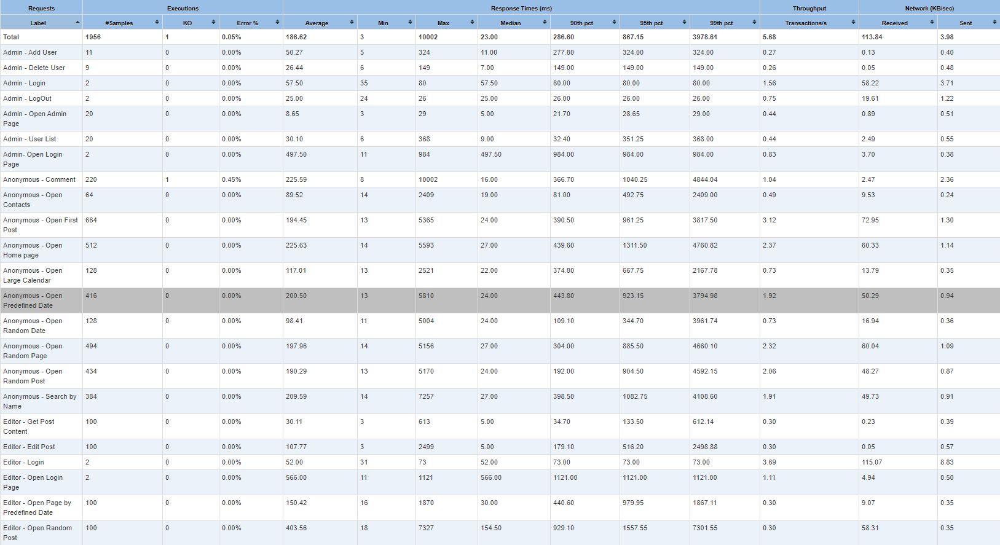 Requests Executions Response Times (ms) Throughput Network (KB/sec)
Label #Samples KO Error % Average Min Max Median 90th pct 95th pct 99th pct Transactions/s Received Sent
Total 1956 1 0.05% 186.62 3 10002 23.00 286.60 867.15 3978.61 5.68 113.84 3.98
Admin - Add User 11 0 0.00% 50.27 5 324 11.00 277.80 324.00 324.00 0.27 0.13 0.40
Admin - Delete User 9 0 0.00% 26.44 6 149 7.00 149.00 149.00 149.00 0.26 0.05 0.48
Admin - Login 2 0 0.00% 57.50 35 80 57.50 80.00 80.00 80.00 1.56 58.22 3.71
Admin - LogOut 2 0 0.00% 25.00 24 26 25.00 26.00 26.00 26.00 0.75 19.61 1.22
Admin - Open Admin 20 0 0.00% 8.65 3 29 5.00 21.70 28.65 29.00 0.44 0.89 0.51
Page
Admin - User List 20 0 0.00% 30.10 6 368 9.00 32.40 351.25 368.00 0.44 2.49 0.55
Admin- Open Login 2 0 0.00% 497.50 11 984 497.50 984.00 984.00 984.00 0.83 3.70 0.38
Page
Anonymous - Comment 220 1 0.45% 225.59 8 10002 16.00 366.70 1040.25 4844.04 1.04 2.47 2.36
Anonymous - Open 64 0 0.00% 89.52 14 2409 19.00 81.00 492.75 2409.00 0.49 9.53 0.24
Contacts
Anonymous - Open First 664 0 0.00% 194.45 13 5365 24.00 390.50 961.25 3817.50 3.12 72.95 1.30
Post
Anonymous - Open 512 0 0.00% 225.63 14 5593 27.00 439.60 1311.50 4760.82 2.37 60.33 1.14
Home page
Anonymous - Open 128 0 0.00% 117.01 13 2521 22.00 374.80 667.75 2167.78 0.73 13.79 0.35
Large Calendar
Anonymous - Open 416 0 0.00% 200.50 13 5810 24.00 443.80 923.15 3794.98 1.92 50.29 0.94
Predefined Date
Anonymous - Open 128 0 0.00% 98.41 11 5004 24.00 109.10 344.70 3961.74 0.73 16.94 0.36
Random Date
Anonymous - Open 494 0 0.00% 197.96 14 5156 27.00 304.00 885.50 4660.10 2.32 60.04 1.09
Random Page
Anonymous - Open 434 0 0.00% 190.29 13 5170 24.00 192.00 904.50 4592.15 2.06 48.27 0.87
Random Post
Anonymous - Search by 384 0 0.00% 209.59 14 7257 27.00 398.50 1082.75 4108.60 1.91 49.73 0.91
Name
Editor - Get Post 100 0 0.00% 30.11 3 613 5.00 34.70 133.50 612.14 0.30 0.23 0.39
Content
Editor - Edit Post 100 0 0.00% 107.77 3 2499 5.00 179.10 516.20 2498.88 0.30 0.05 0.57
Editor - Login 2 0 0.00% 52.00 31 73 52.00 73.00 73.00 73.00 3.69 115.07 8.83
Editor - Open Login 2 0 0.00% 566.00 11 1121 566.00 1121.00 1121.00 1121.00 1.11 4.94 0.50
Page
Editor - Open Page by 100 0 0.00% 150.42 16 1870 30.00 440.60 979.95 1867.11 0.30 9.07 0.35
Predefined Date
Editor - Open Random 100 0 0.00% 403.56 18 7327 154.50 929.10 1557.55 7301.55 0.30 58.31 0.35
Post